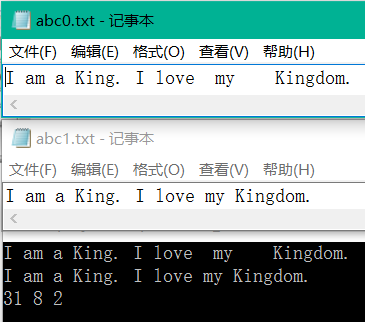 abc0.txt - 记事本
文件(F) 编辑(E) 格式(O) 查看(V) 帮助(H)
I am a King.  I love  my    Kingdom.
abc1.txt - 记事本
文件(F) 编辑(E) 格式(O) 查看(V) 帮助(H)
I am a King.  I love my Kingdom.
I am a King.  I love  my    Kingdom.
I am a King.  I love my Kingdom.
31 8 2